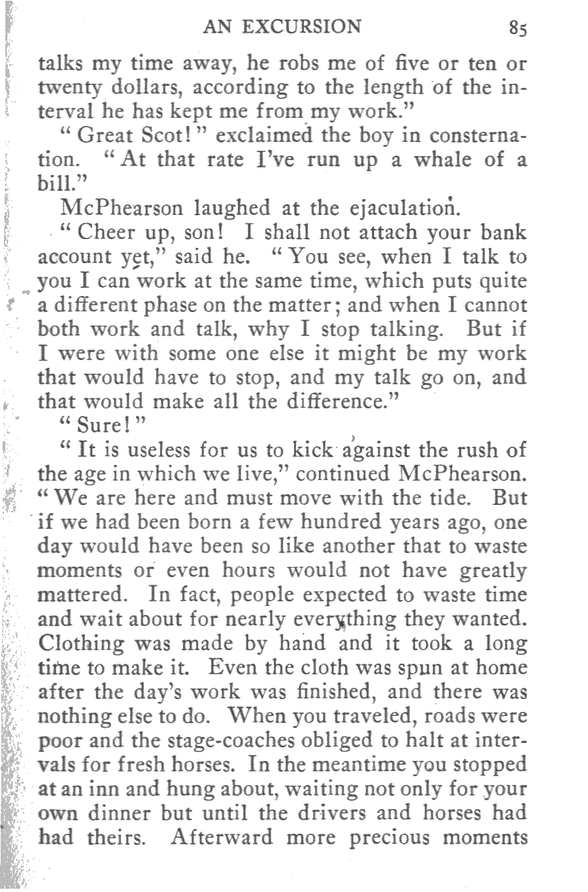 AN EXCURSION 85
talks my time away, he robs me of five or ten or
twenty dollars, according to the length of the in-
terval he has kept me from my work.”
“ Great Scot! ” exclaimed the boy in consterna-
tion. “ At that rate I've run up a whale of a
bill.”
McPhearson laughed at the ejaculation.
“ Cheer up, son! I shall not attach your bank
account yet,” said he. “ You see, when I talk to
you I can work at the same time, which puts quite
a different phase on the matter; and when I cannot
both work and talk, why I stop talking. But if
I were with some one else it might be my work
that would have to stop, and my talk go on, and
that would make all the difference.”
“ Sure! ”
“ It is useless for us to kick against the rush of
the age in which we live,” continued McPhearson.
“ We are here and must move with the tide. But
if we had been born a few hundred years ago, one
day would have been so like another that to waste
moments or even hours would not have greatly
mattered. In fact, people expected to waste time
and wait about for nearly everything they wanted.
Clothing was made by hand and it took a long
time to make it. Even the cloth was spun at home
after the day's work was finished, and there was
nothing else to do. When you traveled, roads were
poor and the stage-coaches obliged to halt at inter-
vals for fresh horses. In the meantime you stopped
at an inn and hung about, waiting not only for your
own dinner but until the drivers and horses had
had theirs. Afterward more precious moments